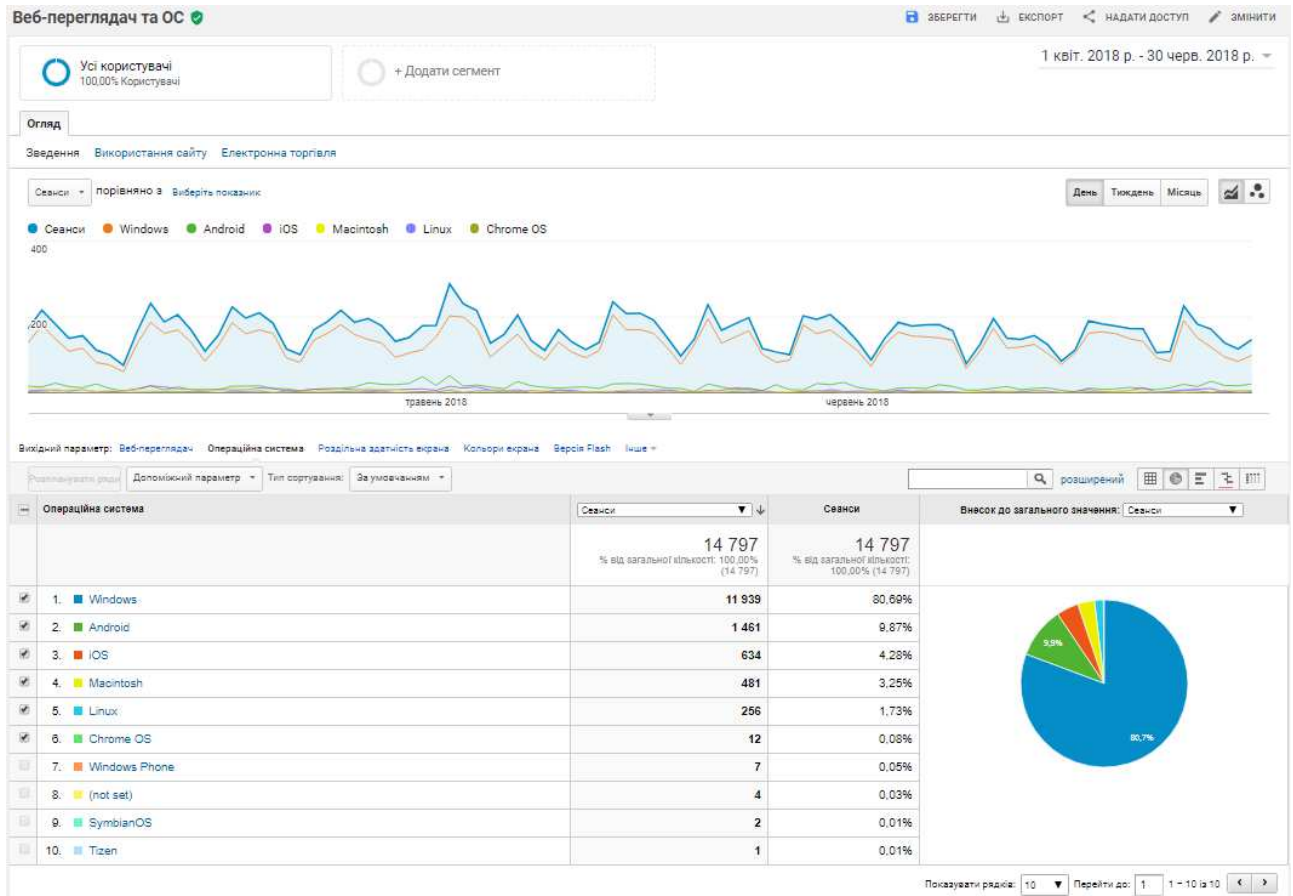 Веб-переглядач та ОС
ЗБЕРЕГТИ ЕКСПОРТ НАДАТИ ДОСТУП ЗМІНИТИ
Усі користувачі
100,00% Користувачі
+ Додати сегмент
1 квіт. 2018 р. - 30 черв. 2018 р.
Огляд
Зведення Використання сайту Електронна торгівля
Сеанси порівняно з Виберіть показник
День Тиждень Місяць
Сеанси Windows Android iOS Macintosh Linux Chrome OS
400
200
травень 2018 червень 2018
Вихідний параметр: Веб-переглядач Операційна система Роздільна здатність екрана Кольори екрана Версія Flash Інше
Розпланувати ряди Допоміжний параметр Тип сортування: За умовчанням розширений
Операційна система Сеанси Сеанси Внесок до загального значення: Сеанси
14 797 14 797
% від загальної кількості: 100,00% (14 797) % від загальної кількості: 100,00% (14 797)
1. Windows 11 939 80,69%
2. Android 1 461 9,87%
3. iOS 634 4,28%
4. Macintosh 481 3,25%
5. Linux 256 1,73%
6. Chrome OS 12 0,08%
7. Windows Phone 7 0,05%
8. (not set) 4 0,03%
9. SymbianOS 2 0,01%
10. Tizen 1 0,01%
9,9%
80,7%
Показувати рядків: 10 Перейти до: 1 1 – 10 із 10